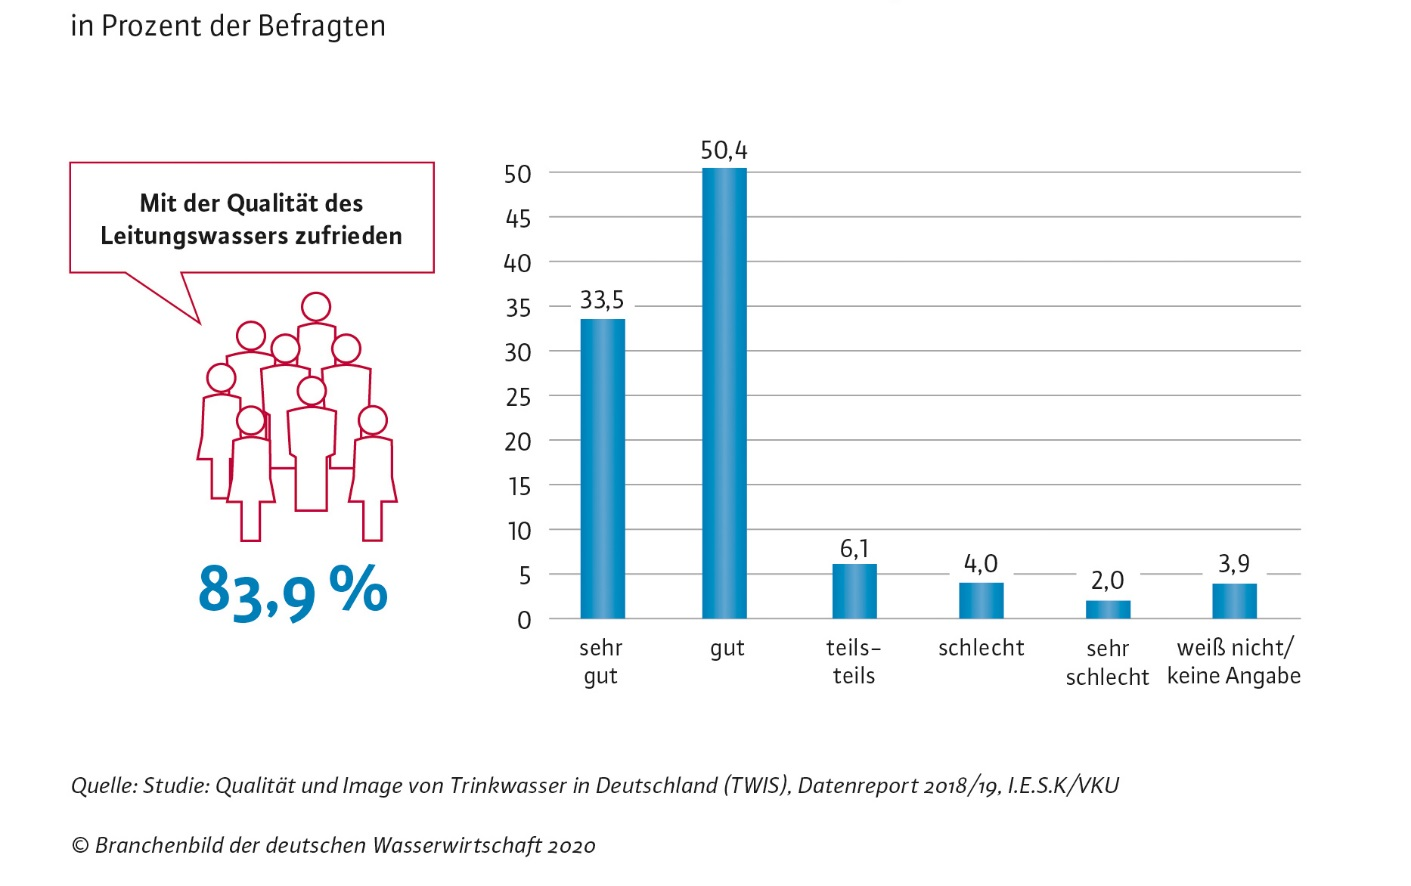 in Prozent der Befragten
Mit der Qualität des
Leitungswassers zufrieden
83,9 %
50
45
40
35
30
25
20
15
10
5
0
33,5
50,4
6,1
4,0
2,0
3,9
sehr
gut
gut
teils-
teils
schlecht
sehr
schlecht
weiß nicht/
keine Angabe
Quelle: Studie: Qualität und Image von Trinkwasser in Deutschland (TWIS), Datenreport 2018/19, I.E.S.K/VKU
© Branchenbild der deutschen Wasserwirtschaft 2020